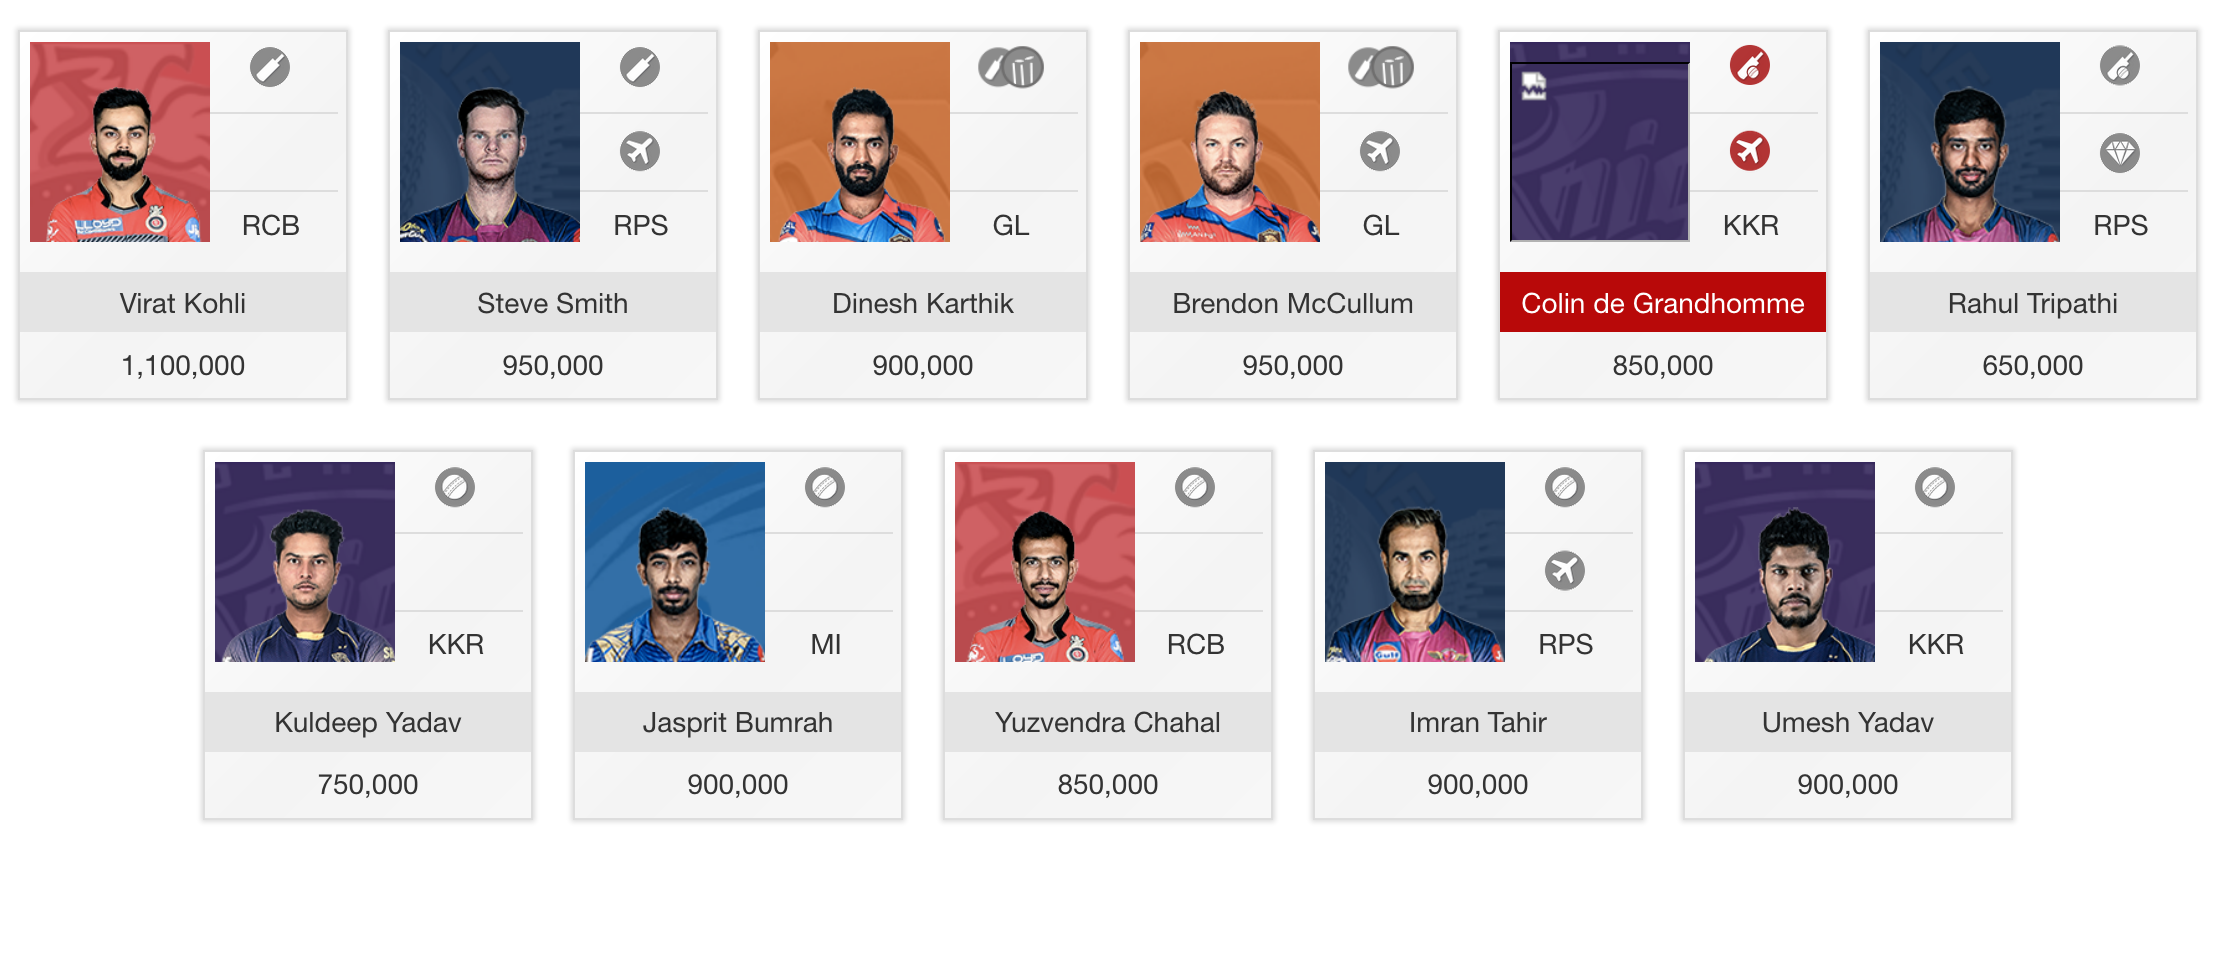 RCB
Virat Kohli
1,100,000
RPS
Steve Smith
950,000
GL
Dinesh Karthik
900,000
GL
Brendon McCullum
950,000
KKR
Colin de Grandhomme
850,000
RPS
Rahul Tripathi
650,000
KKR
Kuldeep Yadav
750,000
MI
Jasprit Bumrah
900,000
RCB
Yuzvendra Chahal
850,000
Gulf
RPS
Imran Tahir
900,000
KKR
Umesh Yadav
900,000